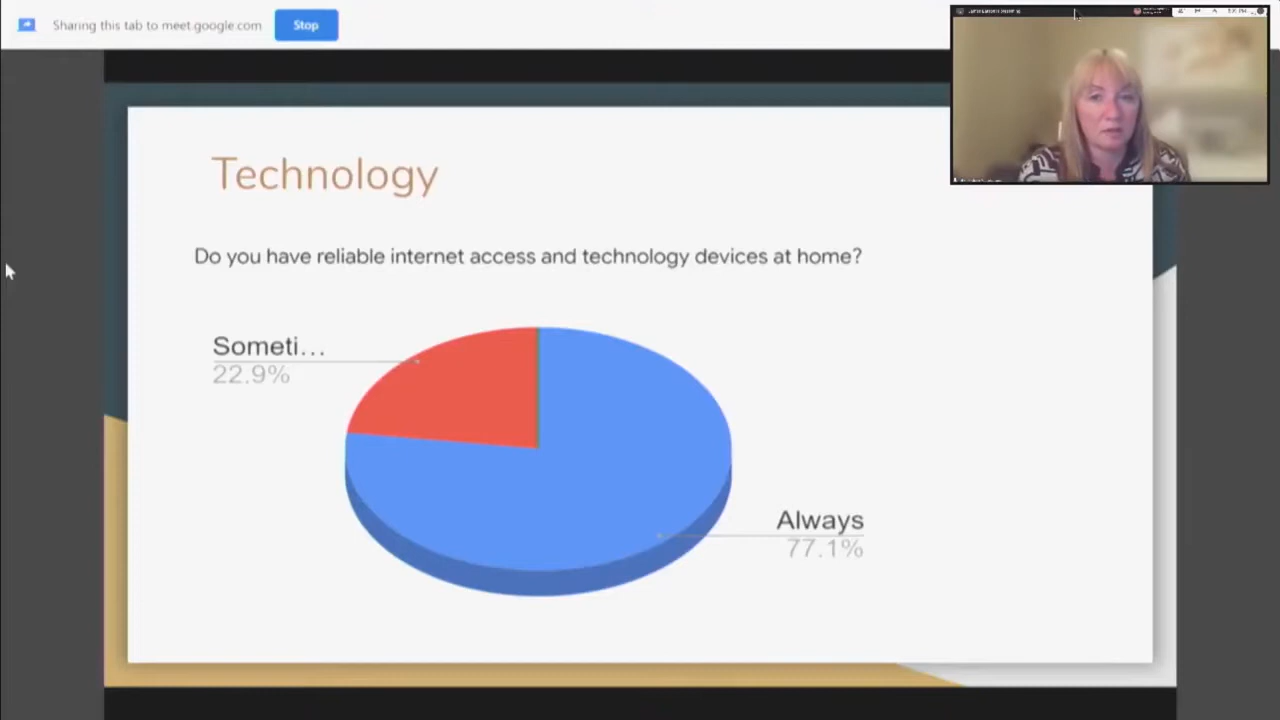 Sharing this tab to meet.google.com
Stop
Technology
Do you have reliable internet access and technology devices at home?
Someti...
22.9%
Always
77.1%